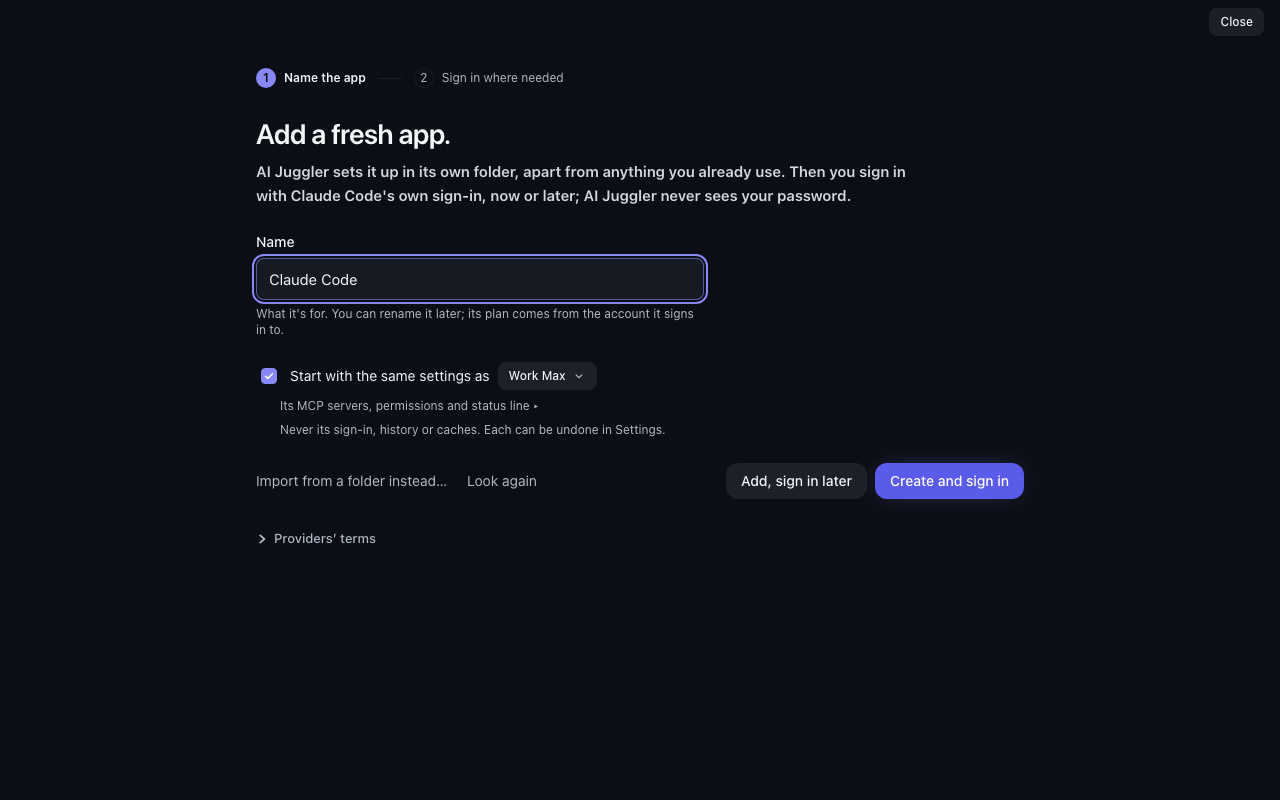 Close
1 Name the app 2 Sign in where needed
Add a fresh app.
AI Juggler sets it up in its own folder, apart from anything you already use. Then you sign in
with Claude Code's own sign-in, now or later; AI Juggler never sees your password.
Name
Claude Code
What it's for. You can rename it later; its plan comes from the account it signs
in to.
Start with the same settings as Work Max
Its MCP servers, permissions and status line
Never its sign-in, history or caches. Each can be undone in Settings.
Import from a folder instead... Look again Add, sign in later Create and sign in
Providers’ terms